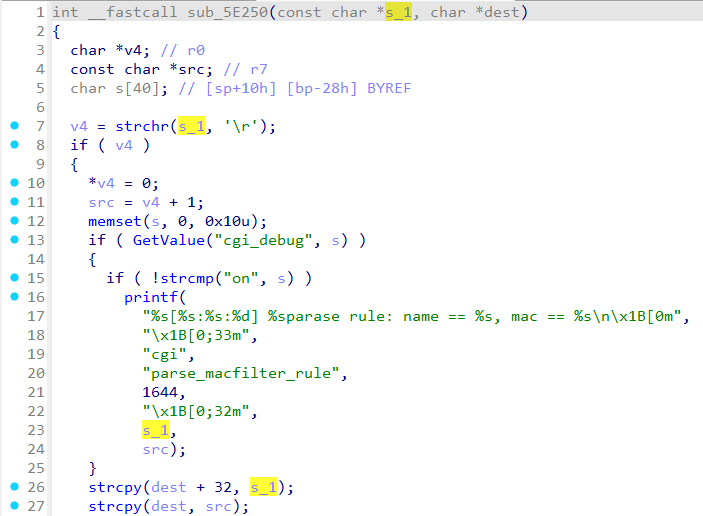 1 int __fastcall sub_5E250(const char *s_1, char *dest)
2 {
3   char *v4; // r0
4   const char *src; // r7
5   char s[40]; // [sp+10h] [bp-28h] BYREF
6
7   v4 = strchr(s_1, '\r');
8   if ( v4 )
9   {
10     *v4 = 0;
11     src = v4 + 1;
12     memset(s, 0, 0x10u);
13     if ( GetValue("cgi_debug", s) )
14     {
15       if ( !strcmp("on", s) )
16         printf(
17           "%s[%s:%s:%d] %sparase rule: name == %s, mac == %s\n\x1B[0m",
18           "\x1B[0;33m",
19           "cgi",
20           "parse_macfilter_rule",
21           1644,
22           "\x1B[0;32m",
23           s_1,
24           src);
25     }
26     strcpy(dest + 32, s_1);
27     strcpy(dest, src);